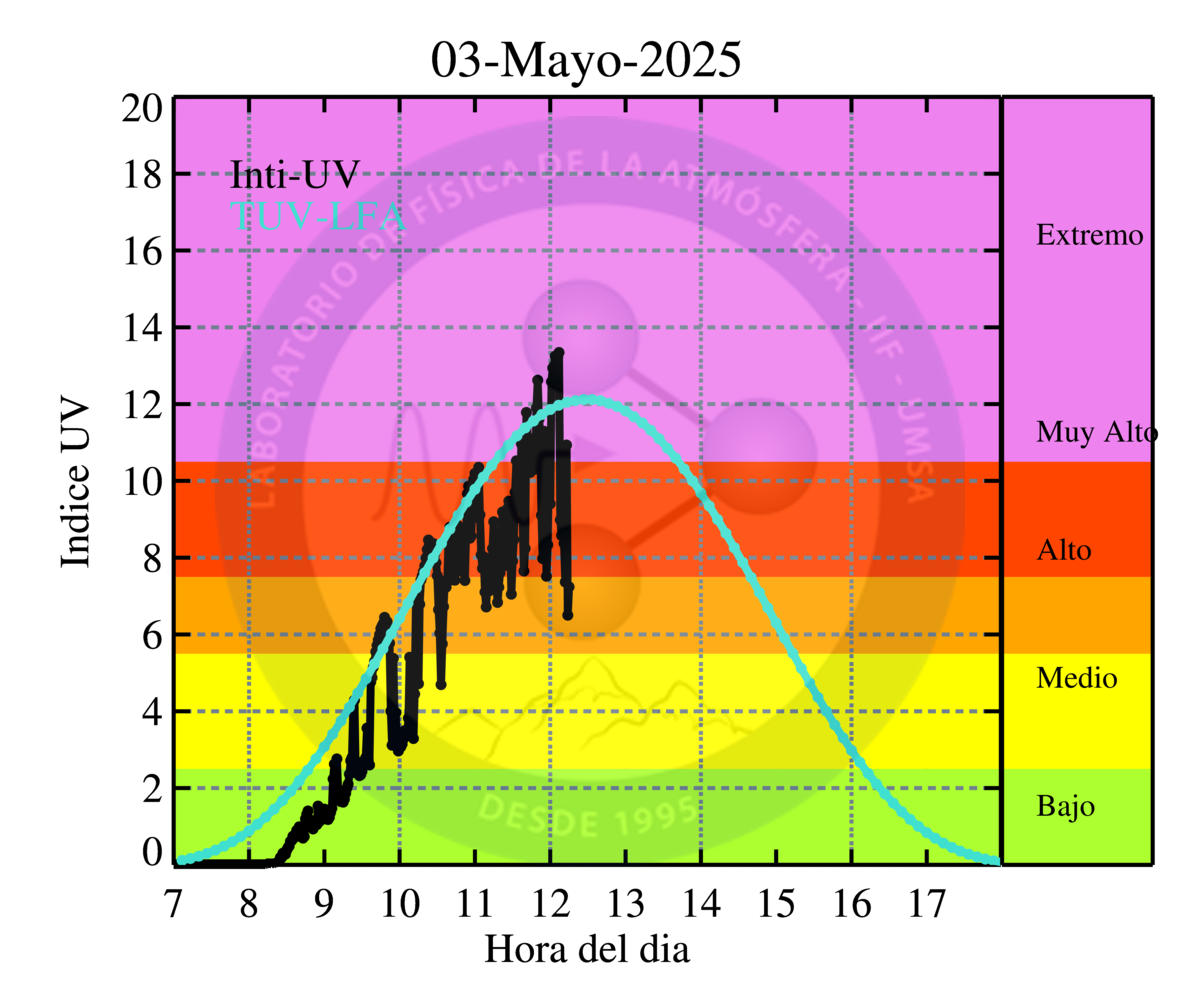 03-Mayo-2025
20
18
16
14
12
10
8
6
4
2
0
Indice UV
Inti-UV
TUV-LFA
LABORATORIO DE FÍSICA DE LA ATMÓSFERA - IIF - UMSA
DESDE 1995
Extremo
Muy Alto
Alto
Medio
Bajo
7 8 9 10 11 12 13 14 15 16 17
Hora del dia